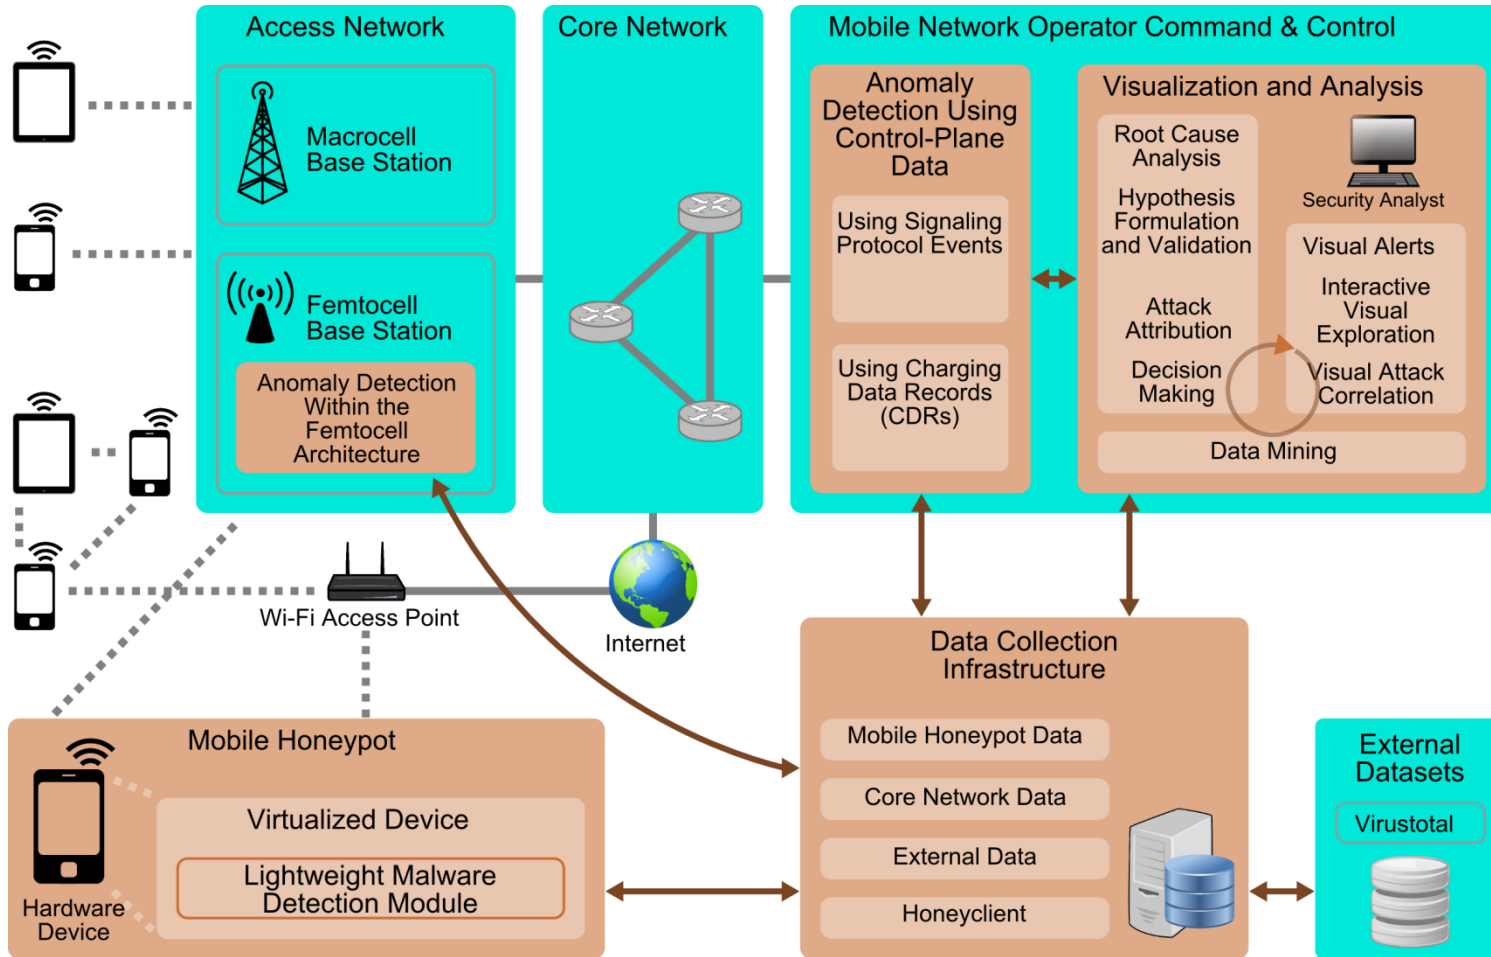 Access Network
Macrocell
Base Station
Femtocell
Base Station
Anomaly Detection
Within the
Femtocell
Architecture
Core Network
Mobile Network Operator Command & Control
Anomaly
Detection Using
Control-Plane
Data
Using Signaling
Protocol Events
Using Charging
Data Records
(CDRs)
Visualization and Analysis
Root Cause
Analysis
Hypothesis
Formulation
and Validation
Attack
Attribution
Decision
Making
Security Analyst
Visual Alerts
Interactive
Visual
Exploration
Visual Attack
Correlation
Data Mining
Wi-Fi Access Point
Internet
Mobile Honeypot
Hardware
Device
Virtualized Device
Lightweight Malware
Detection Module
Data Collection
Infrastructure
Mobile Honeypot Data
Core Network Data
External Data
Honeyclient
External
Datasets
Virustotal